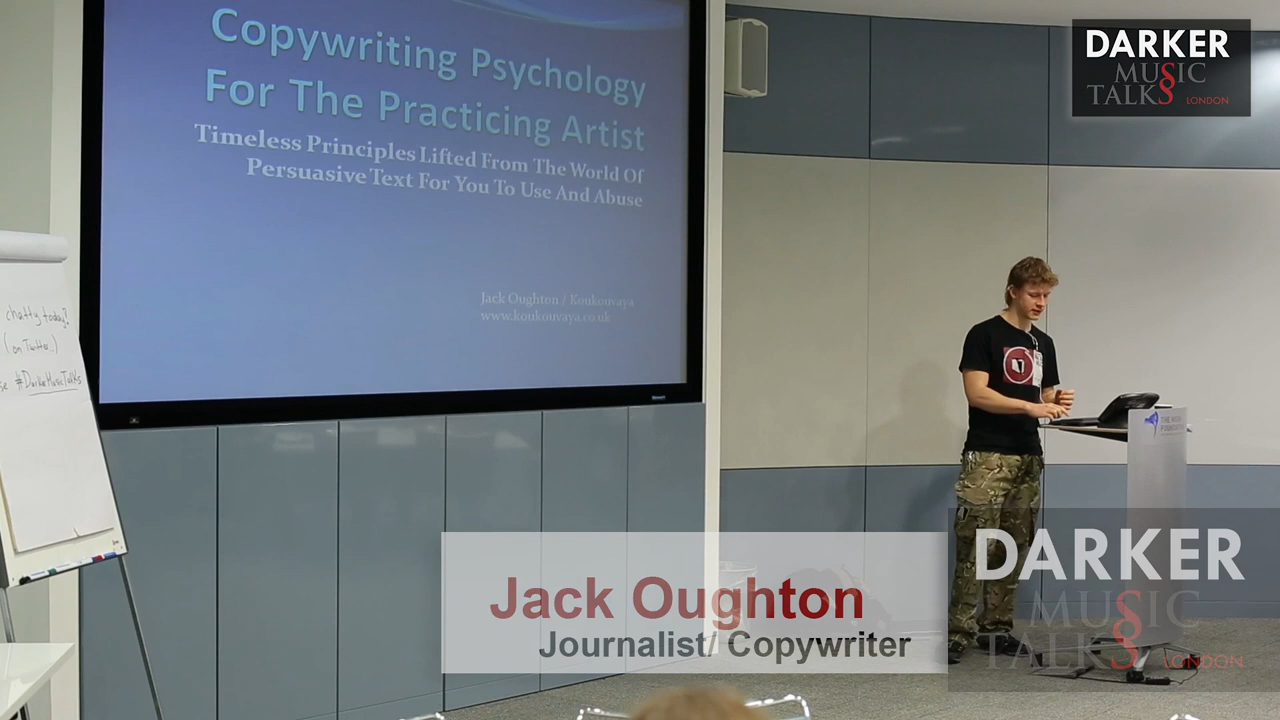 Copywriting Psychology
For The Practicing Artist
Timeless Principles Lifted From The World Of
Persuasive Text For You To Use And Abuse
Jack Oughton / Koukouvaya
www.koukouvaya.co.uk
chatty today?
(on Twitter.)
#DarkerMusicTalks
DARKER
MUSIC
TALKS LONDON
Jack Oughton
Journalist/ Copywriter
DARKER
MUSIC
TALKS LONDON